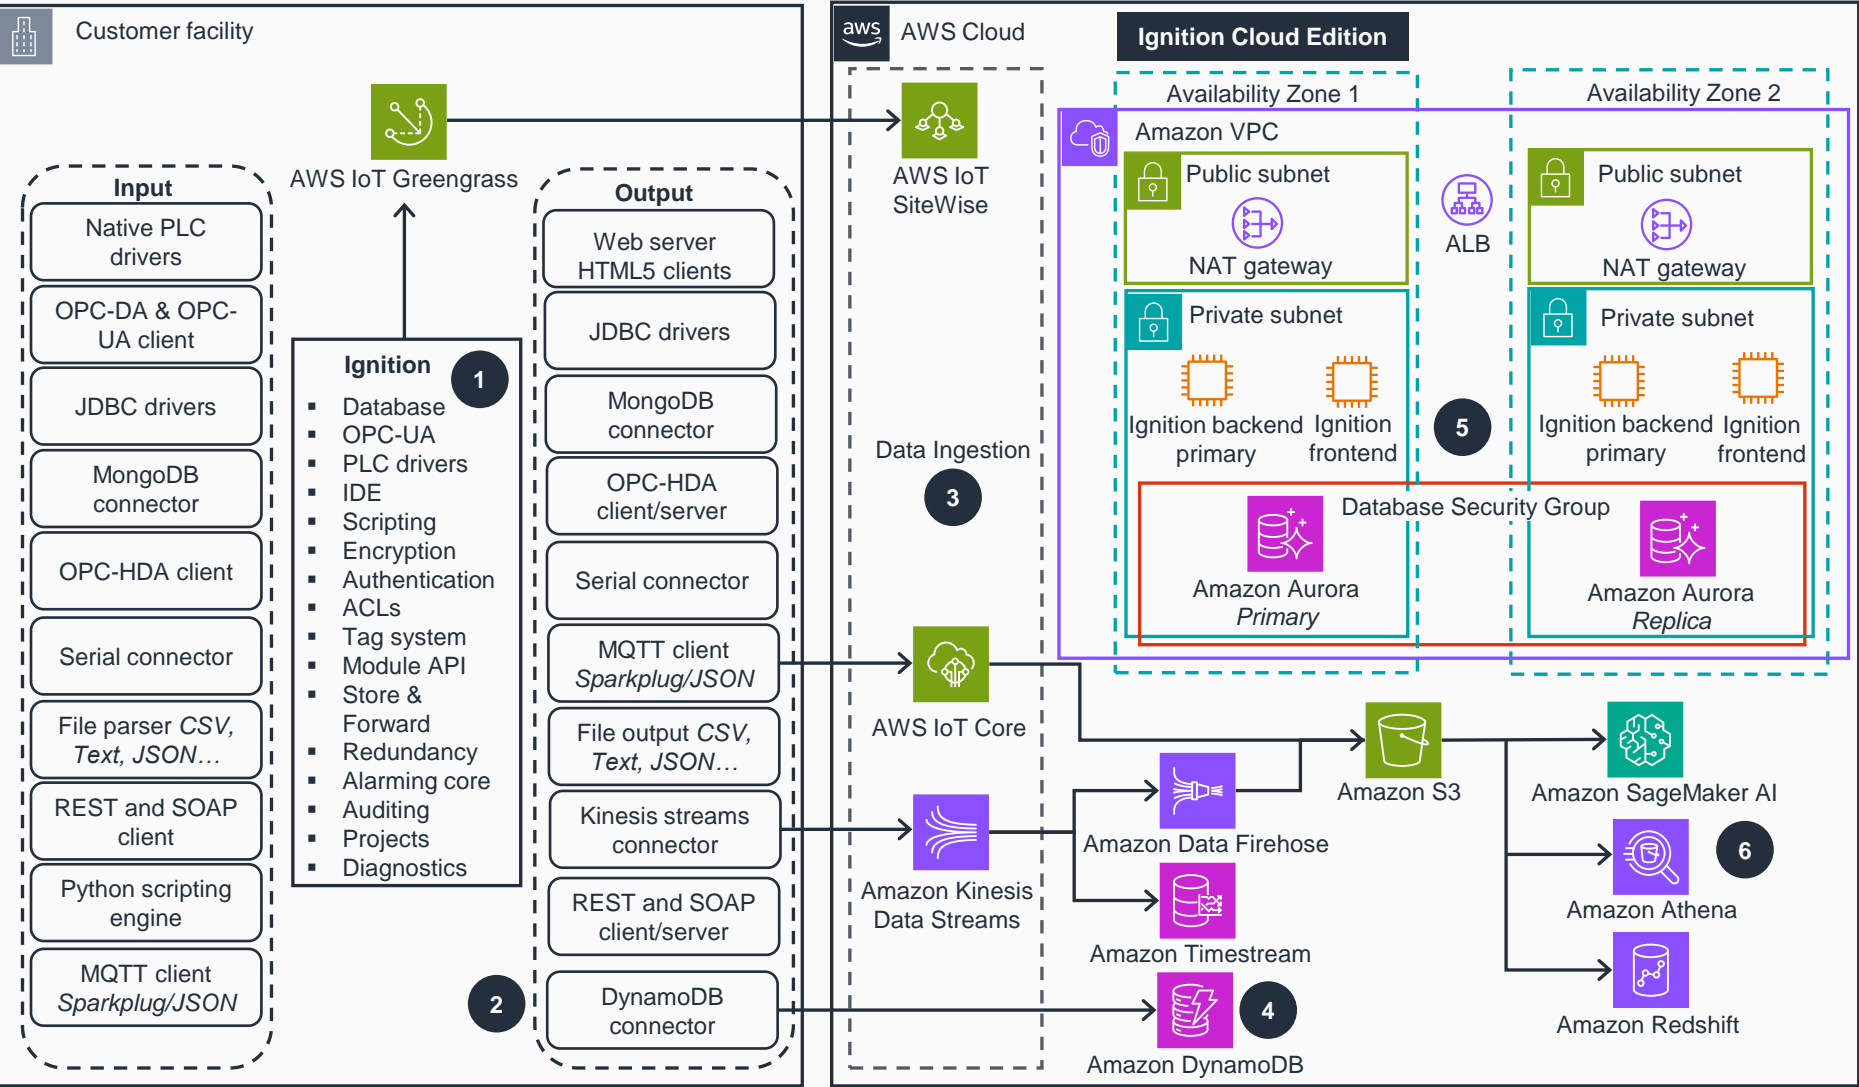 Customer facility
AWS IoT Greengrass
Input
Native PLC
drivers
OPC-DA & OPC-
UA client
JDBC drivers
MongoDB
connector
OPC-HDA client
Serial connector
File parser CSV,
Text, JSON...
REST and SOAP
client
Python scripting
engine
MQTT client
Sparkplug/JSON
Ignition
1
▪ Database
▪ OPC-UA
▪ PLC drivers
▪ IDE
▪ Scripting
▪ Encryption
▪ Authentication
▪ ACLs
▪ Tag system
▪ Module API
▪ Store &
Forward
▪ Redundancy
▪ Alarming core
▪ Auditing
▪ Projects
▪ Diagnostics
2
Output
Web server
HTML5 clients
JDBC drivers
MongoDB
connector
OPC-HDA
client/server
Serial connector
MQTT client
Sparkplug/JSON
File output CSV,
Text, JSON...
Kinesis streams
connector
REST and SOAP
client/server
DynamoDB
connector
aws
AWS Cloud
AWS IoT
SiteWise
Data Ingestion
3
AWS IoT Core
Amazon Kinesis
Data Streams
Ignition Cloud Edition
Availability Zone 1
Availability Zone 2
Amazon VPC
Public subnet
NAT gateway
ALB
Public subnet
NAT gateway
Private subnet
Ignition backend
primary
Ignition
frontend
5
Private subnet
Ignition backend
primary
Ignition
frontend
Database Security Group
Amazon Aurora
Primary
Amazon Aurora
Replica
Amazon Data Firehose
Amazon Timestream
Amazon DynamoDB
4
Amazon S3
Amazon SageMaker AI
6
Amazon Athena
Amazon Redshift